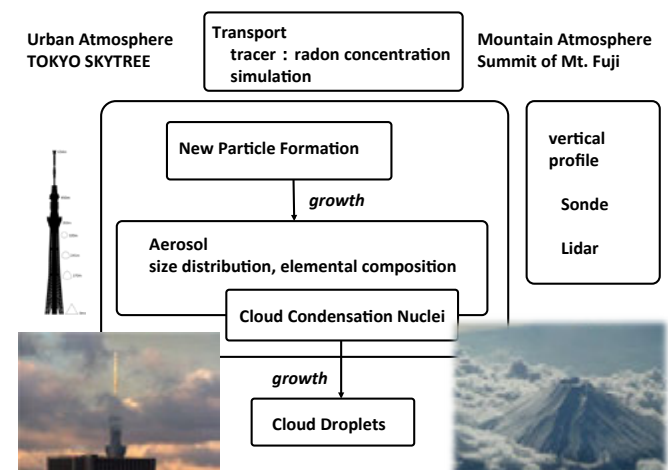 Urban Atmosphere
TOKYO SKYTREE
Transport
tracer : radon concentration
simulation
Mountain Atmosphere
Summit of Mt. Fuji
New Particle Formation
growth
Aerosol
size distribution, elemental composition
Cloud Condensation Nuclei
growth
Cloud Droplets
vertical
profile
Sonde
Lidar